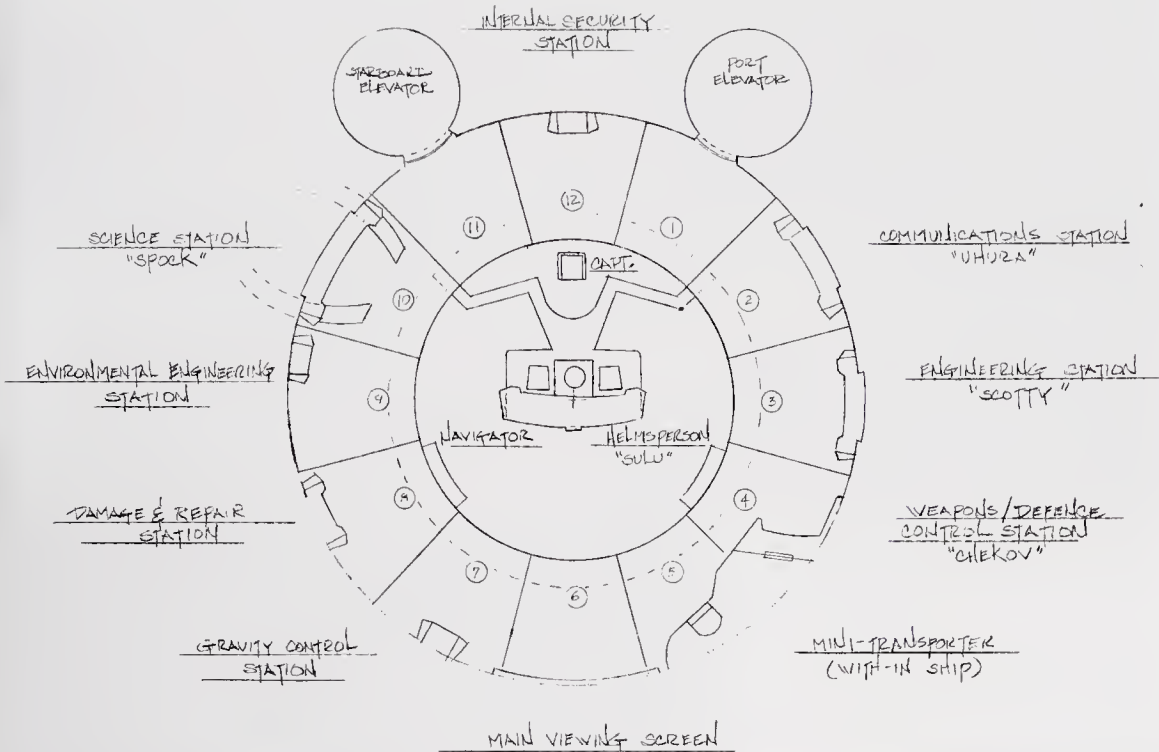 INTERNAL SECURITY
STATION
STARBOARD
ELEVATOR
PORT
ELEVATOR
12
11
1
SCIENCE STATION
"SPOCK"
CAPT.
COMMUNICATIONS STATION
"UHURA"
10
2
ENVIRONMENTAL ENGINEERING
STATION
9
3
ENGINEERING STATION
"SCOTTY"
NAVIGATOR
HELMSPERSON
"SULU"
8
4
DAMAGE & REPAIR
STATION
WEAPONS/DEFENCE
CONTROL STATION
"CHEKOV"
7
6
5
GRAVITY CONTROL
STATION
MINI-TRANSPORTER
(WITH-IN SHIP)
MAIN VIEWING SCREEN